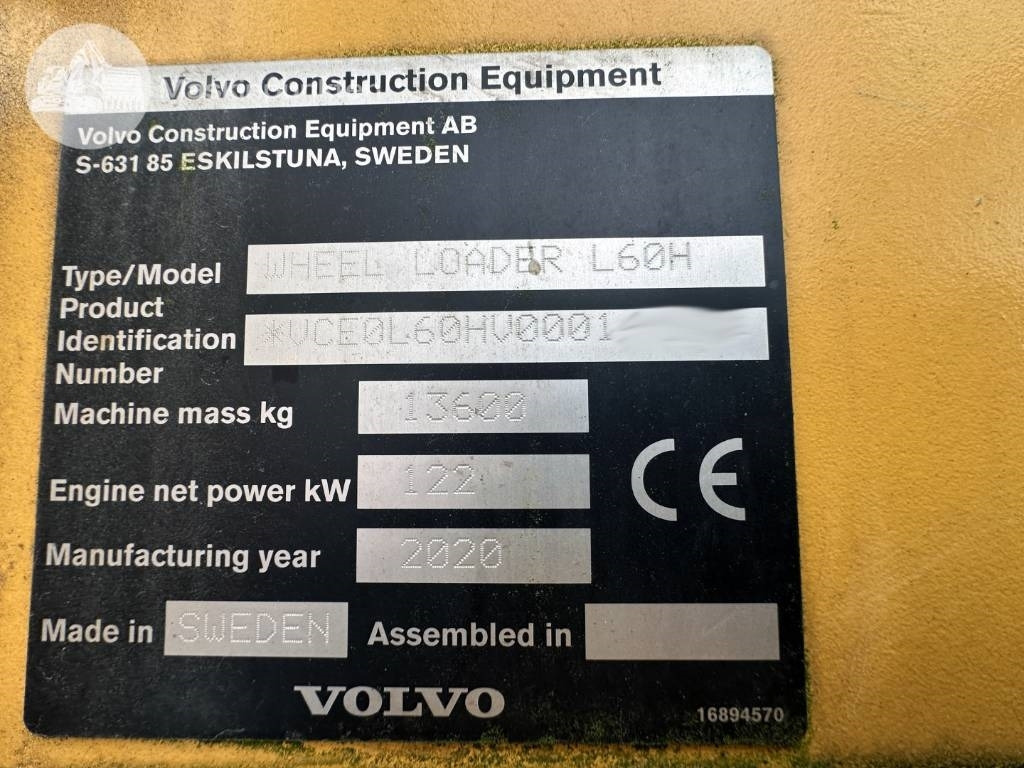 Volvo Construction Equipment
Volvo Construction Equipment AB
S-631 85 ESKILSTUNA, SWEDEN
Type/Model WHEEL LOADER L60H
Product
Identification *VCE0L60HV0001
Number
Machine mass kg 13600
Engine net power kW 122
Manufacturing year 2020
Made in SWEDEN Assembled in
VOLVO
16894570
CE